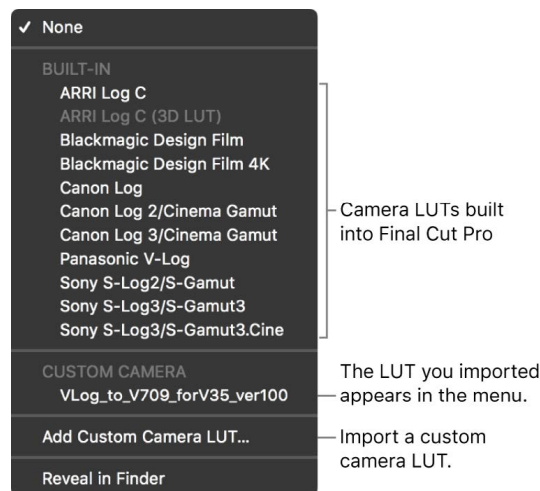 ✓ None
BUILT-IN
ARRI Log C
ARRI Log C (3D LUT)
Blackmagic Design Film
Blackmagic Design Film 4K
Canon Log
Canon Log 2/Cinema Gamut
Canon Log 3/Cinema Gamut
Panasonic V-Log
Sony S-Log2/S-Gamut
Sony S-Log3/S-Gamut3
Sony S-Log3/S-Gamut3.Cine
Camera LUTs built
into Final Cut Pro
CUSTOM CAMERA
VLog_to_V709_forV35_ver100
The LUT you imported
appears in the menu.
Add Custom Camera LUT...
Import a custom
camera LUT.
Reveal in Finder